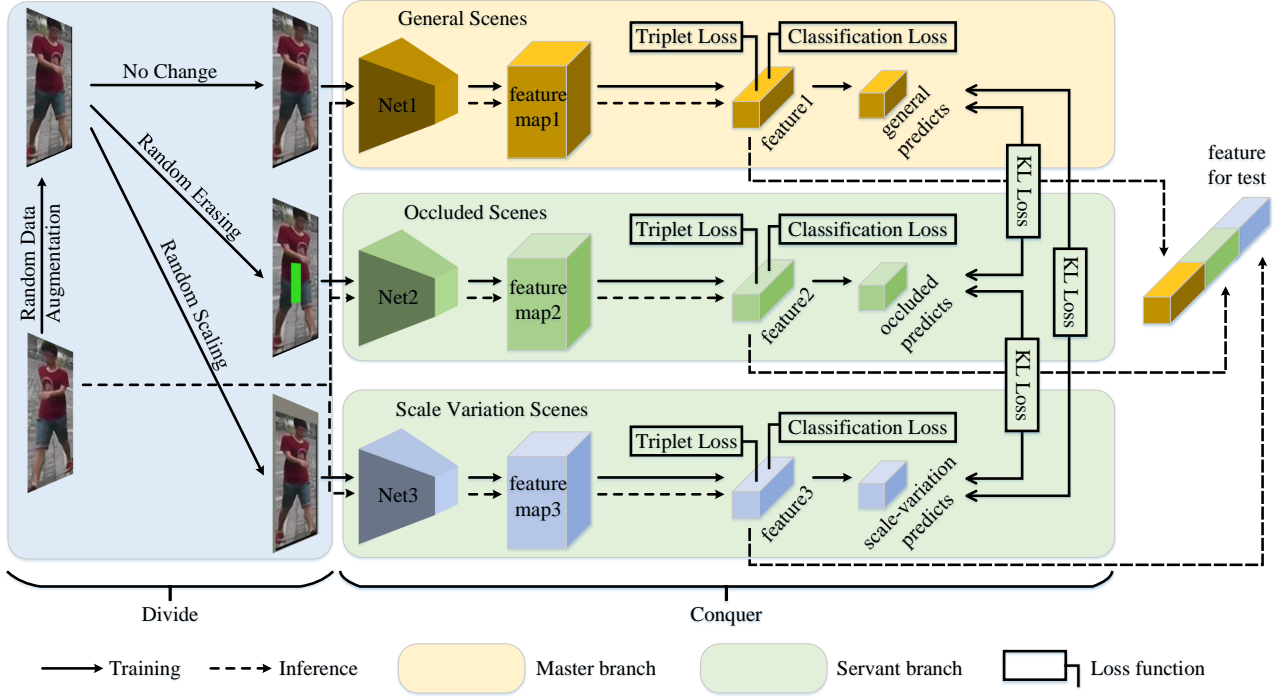 General Scenes
Triplet Loss
Classification Loss
No Change
Net1
feature
map1
feature1
general
predicts
Random Erasing
Random Scaling
Random Data
Augmentation
KL Loss
KL Loss
KL Loss
feature
for test
Occluded Scenes
Triplet Loss
Classification Loss
Net2
feature
map2
feature2
occluded
predicts
Scale Variation Scenes
Triplet Loss
Classification Loss
Net3
feature
map3
feature3
scale-variation
predicts
Divide
Conquer
Training
Inference
Master branch
Servant branch
Loss function